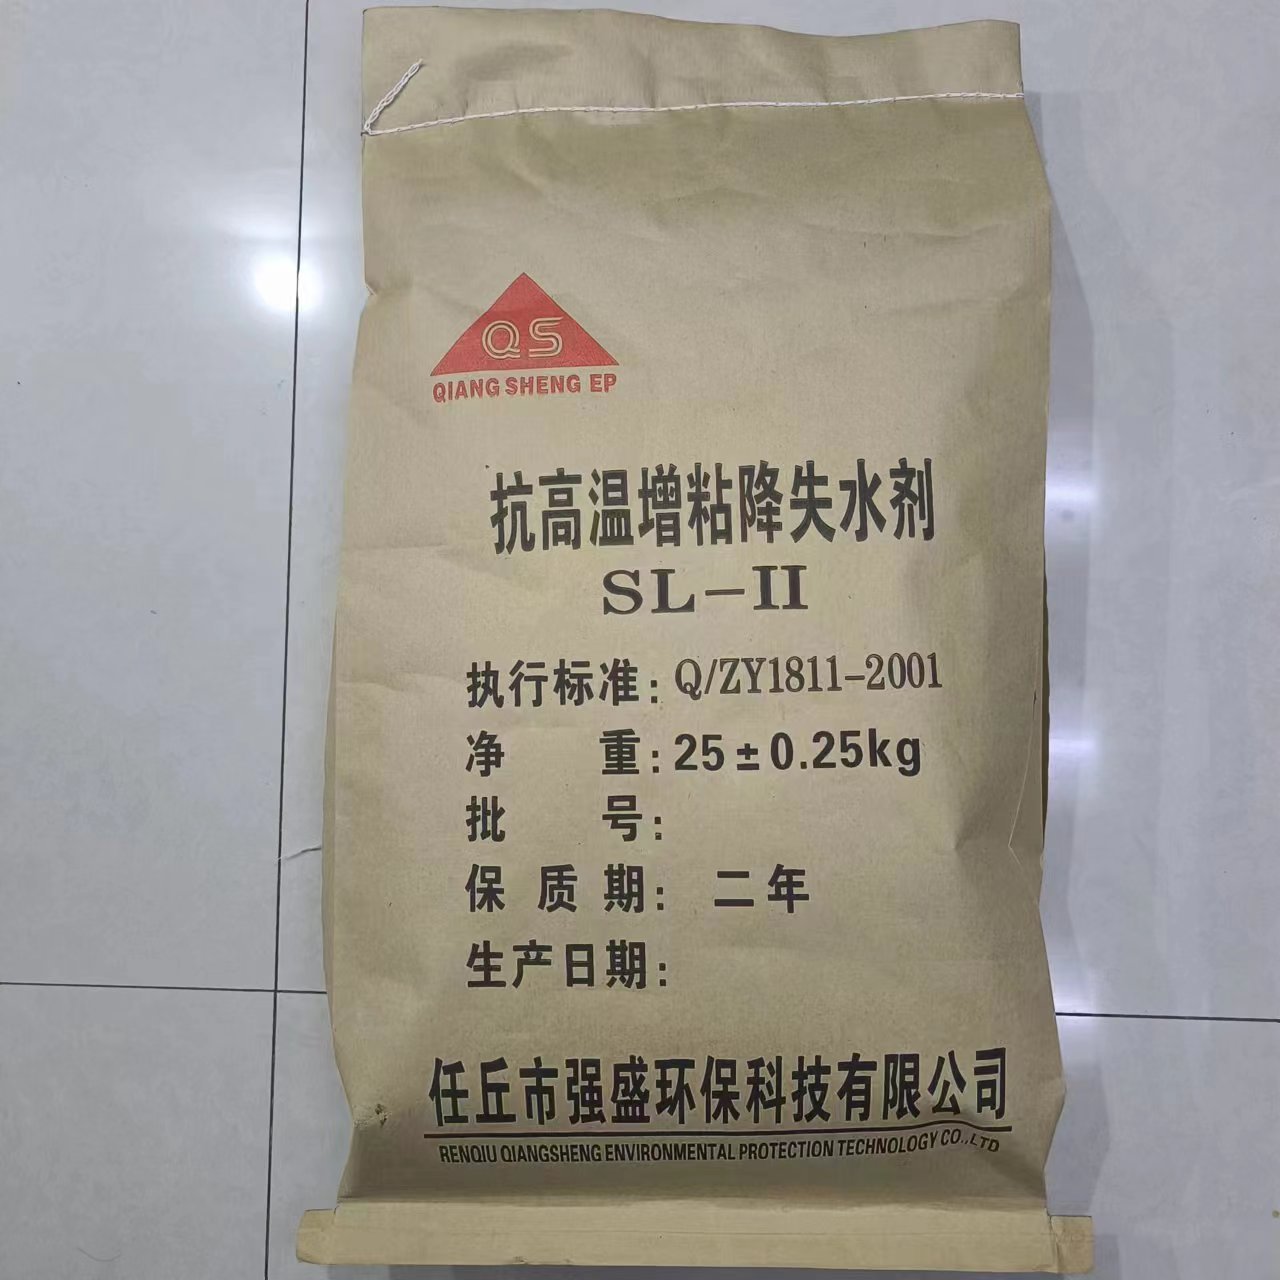 QS
QIANG SHENG EP
抗高温增粘降失水剂
SL-II
执行标准：Q/ZY1811-2001
净 重：25±0.25kg
批 号：
保 质 期： 二年
生产日期：
任丘市强盛环保科技有限公司
RENQIU QIANGSHENG ENVIRONMENTAL PROTECTION TECHNOLOGY CO.,LTD